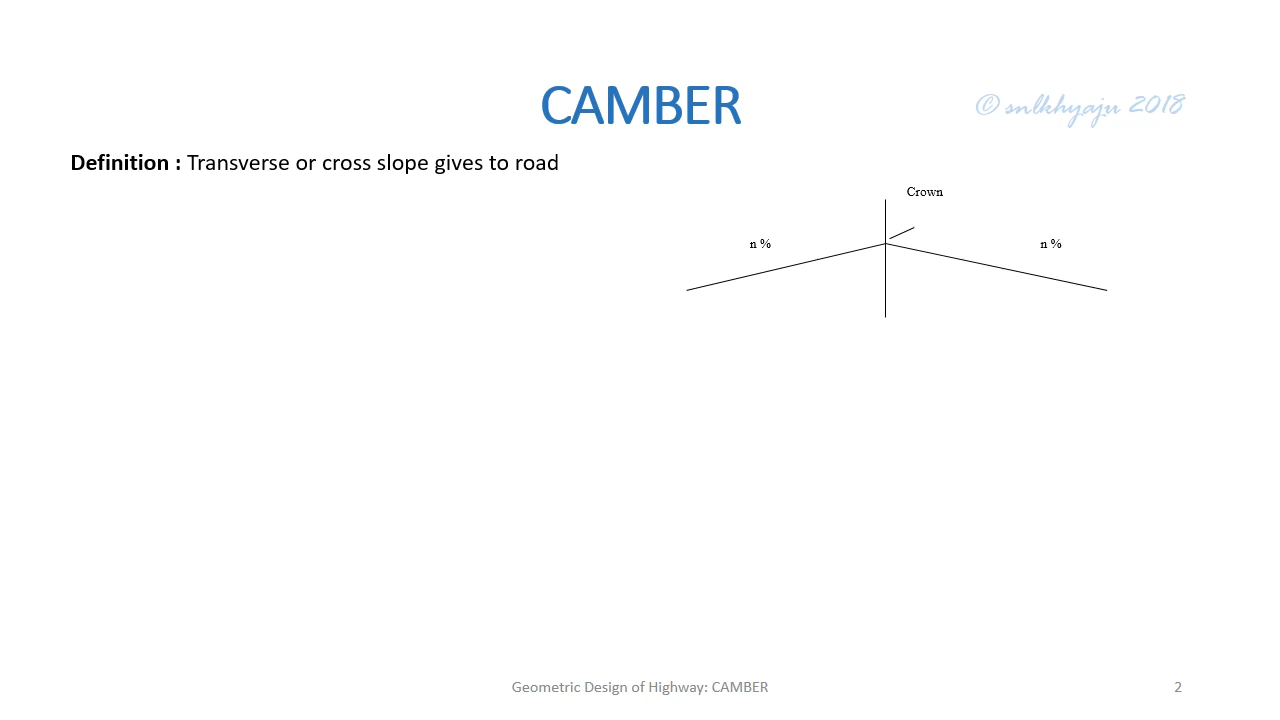 CAMBER
© snlkhyaju 2018
Definition : Transverse or cross slope gives to road
Crown
n %
n %
Geometric Design of Highway: CAMBER
2